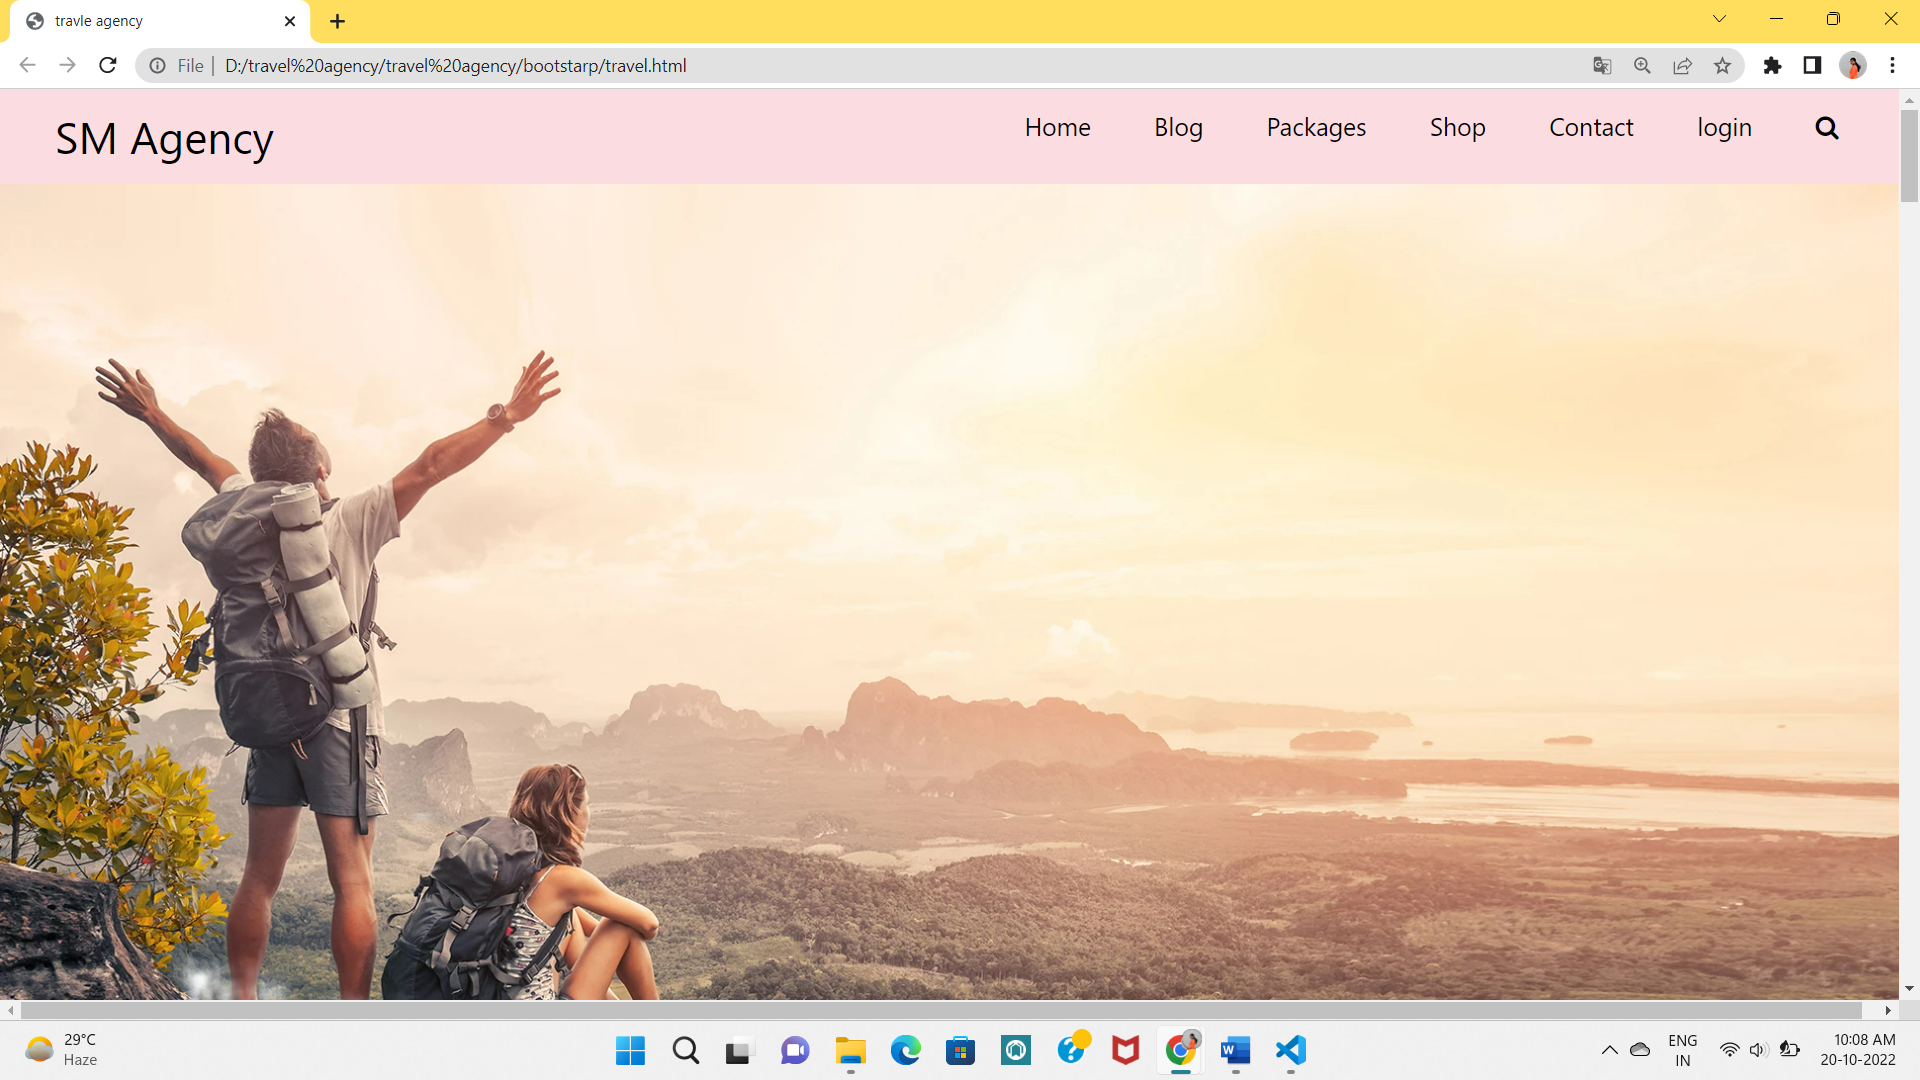 travle agency
File | D:/travel%20agency/travel%20agency/bootstarp/travel.html
SM Agency
Home Blog Packages Shop Contact login
29°C
Haze
ENG
IN
10:08 AM
20-10-2022